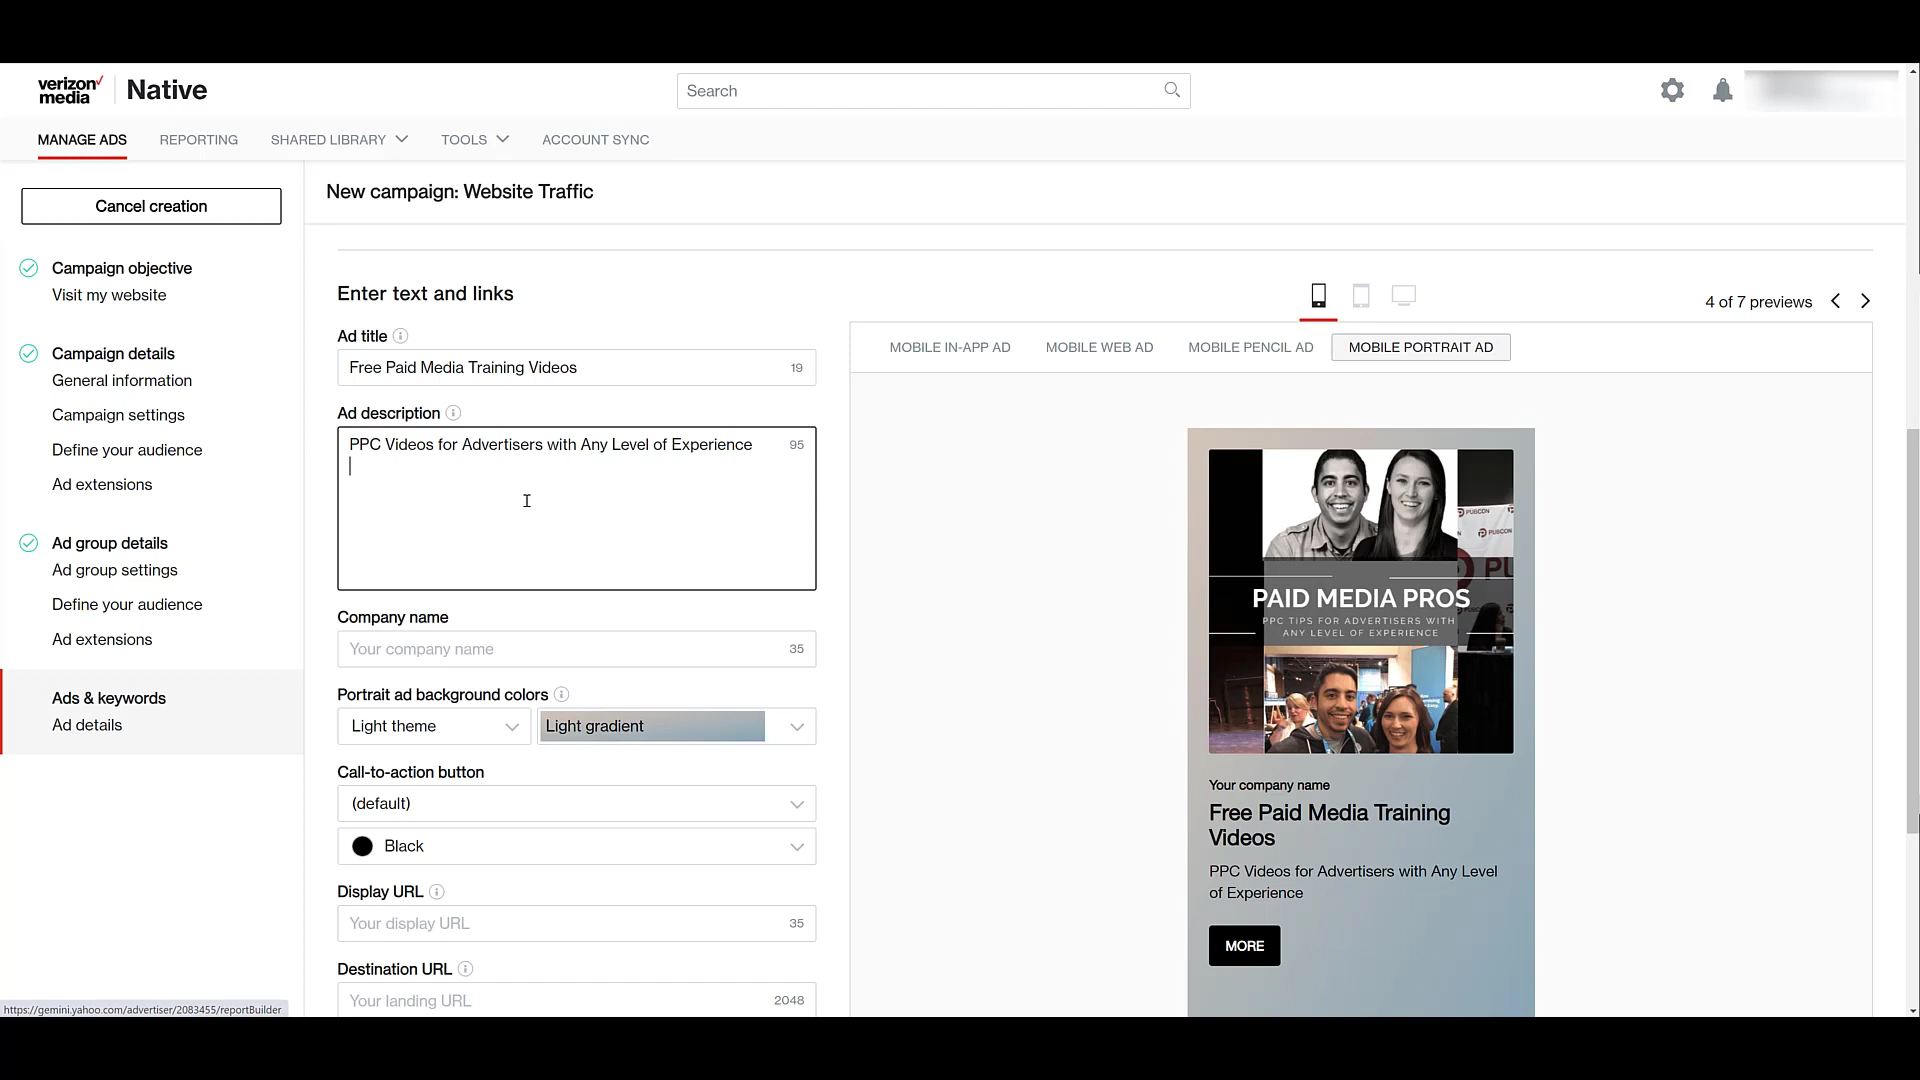 verizon
media
Native
Search
MANAGE ADS
REPORTING
SHARED LIBRARY
TOOLS
ACCOUNT SYNC
Cancel creation
New campaign: Website Traffic
Campaign objective
Visit my website
Campaign details
General information
Campaign settings
Define your audience
Ad extensions
Ad group details
Ad group settings
Define your audience
Ad extensions
Ads & keywords
Ad details
Enter text and links
Ad title
Free Paid Media Training Videos 19
Ad description
PPC Videos for Advertisers with Any Level of Experience 95
Company name
Your company name 35
Portrait ad background colors
Light theme
Light gradient
Call-to-action button
(default)
Black
Display URL
Your display URL 35
Destination URL
Your landing URL 2048
4 of 7 previews
MOBILE IN-APP AD
MOBILE WEB AD
MOBILE PENCIL AD
MOBILE PORTRAIT AD
PUBCON
PUBCON
PU
PAID MEDIA PROS
PPC TIPS FOR ADVERTISERS WITH
ANY LEVEL OF EXPERIENCE
Your company name
Free Paid Media Training
Videos
PPC Videos for Advertisers with Any Level
of Experience
MORE
https://gemini.yahoo.com/advertiser/2083455/reportBuilder